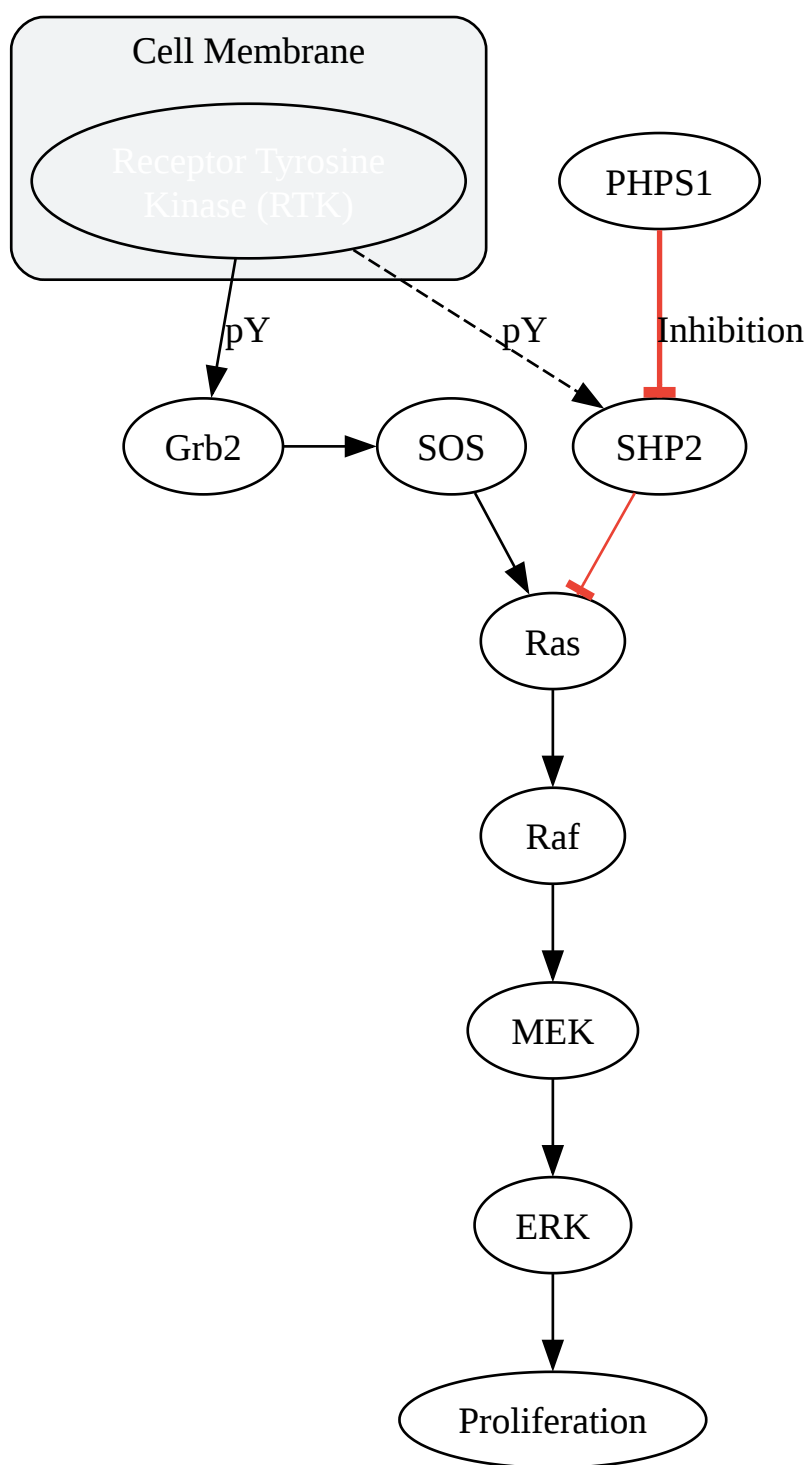 Cell Membrane
Receptor Tyrosine
Kinase (RTK)
PHPS1
pY
pY
Inhibition
Grb2
SOS
SHP2
Ras
Raf
MEK
ERK
Proliferation